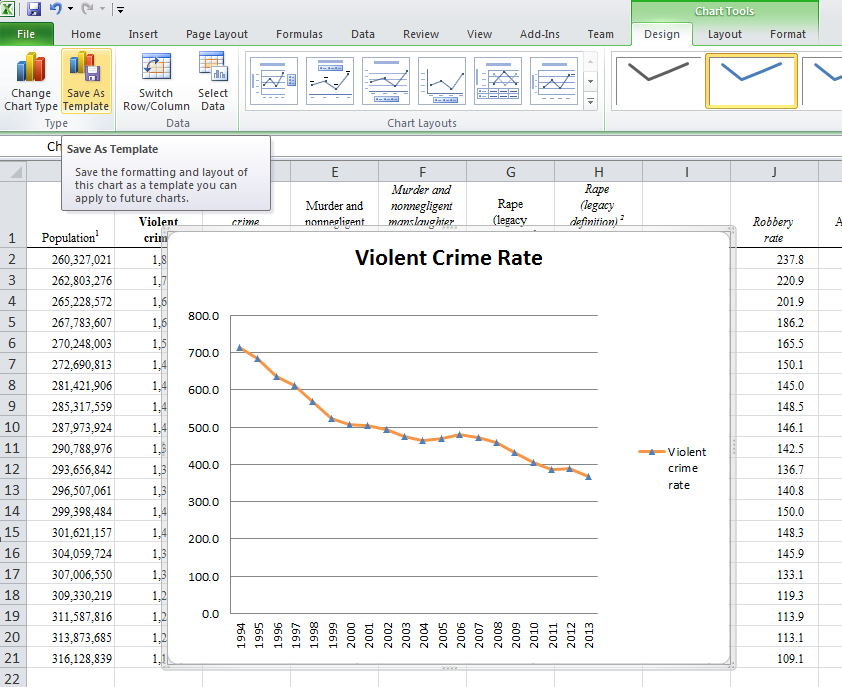 Chart Tools
File Home Insert Page Layout Formulas Data Review View Add-Ins Team Design Layout Format
Change
Chart Type
Save As
Template
Switch
Row/Column
Select
Data
Type Data Chart Layouts
Ch
Save As Template
Save the formatting and layout of
this chart as a template you can
apply to future charts.
E F G H I J
1
Population1
Violent
crim
crime
Murder and
nonnegligent
Murder and
nonnegligent
manslaughter
Rape
(legacy
Rape
(legacy
definition) 2
Robbery
rate
A
2 260,327,021 1,8 237.8
3 262,803,276 1,7 220.9
4 265,228,572 1,6 201.9
5 267,783,607 1,6 186.2
6 270,248,003 1,5 165.5
7 272,690,813 1,4 150.1
8 281,421,906 1,4 145.0
9 285,317,559 1,4 148.5
10 287,973,924 1,4 146.1
11 290,788,976 1,3 142.5
12 293,656,842 1,3 136.7
13 296,507,061 1,3 140.8
14 299,398,484 1,4 150.0
15 301,621,157 1,4 148.3
16 304,059,724 1,3 145.9
17 307,006,550 1,3 133.1
18 309,330,219 1,2 119.3
19 311,587,816 1,2 113.9
20 313,873,685 1,2 113.1
21 316,128,839 1,1 109.1
22
Violent Crime Rate
800.0
700.0
600.0
500.0
400.0
300.0
200.0
100.0
0.0
1994 1995 1996 1997 1998 1999 2000 2001 2002 2003 2004 2005 2006 2007 2008 2009 2010 2011 2012 2013
Violent
crime
rate